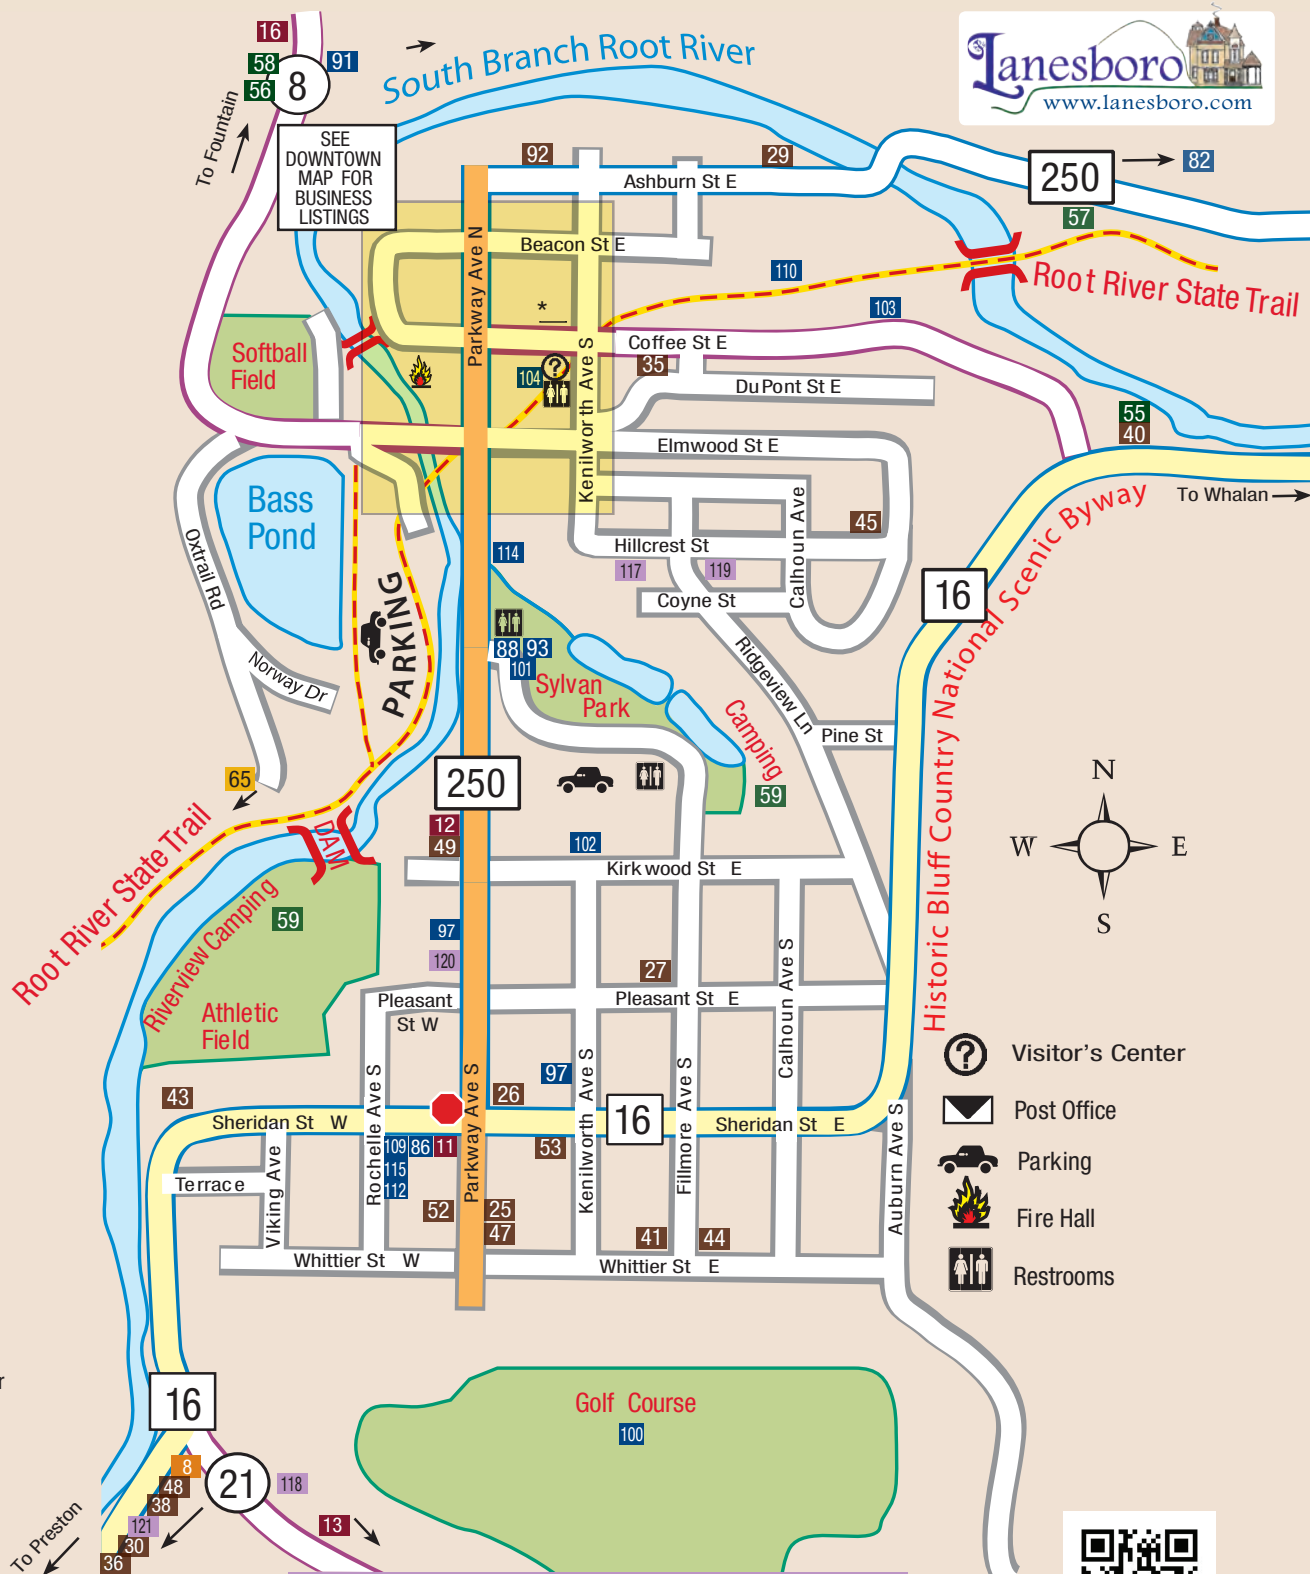 16
58
56
8
91
To Fountain
South Branch Root River
Lanesboro
www.lanesboro.com
SEE
DOWNTOWN
MAP FOR
BUSINESS
LISTINGS
92
29
Ashburn St E
250
82
57
Parkway Ave N
Beacon St E
110
Root River State Trail
*
103
Softball
Field
Coffee St E
35
104
?
DuPont St E
Kenilworth Ave S
55
40
Elmwood St E
To Whalan
Bass
Pond
Oxtrail Rd
Calhoun Ave
45
114
Hillcrest St
117
119
Coyne St
16
PARKING
88
93
101
Sylvan
Park
Norway Dr
Ridgeview Ln
Camping
59
Pine St
Historic Bluff Country National Scenic Byway
65
250
N
W
E
S
Root River State Trail
DAM
12
49
102
Kirkwood St E
Riverview Camping
59
97
120
27
Athletic
Field
Pleasant
St W
Pleasant St E
Calhoun Ave S
? Visitor's Center
Post Office
Parking
Fire Hall
Restrooms
97
43
26
Sheridan St W
Rochelle Ave S
Parkway Ave S
Kenilworth Ave S
16
Fillmore Ave S
Sheridan St E
Auburn Ave S
109
86
11
115
112
53
Terrace
Viking Ave
52
25
47
41
44
Whittier St W
Whittier St E
r
16
Golf Course
100
8
48
38
121
30
36
21
118
13
To Preston